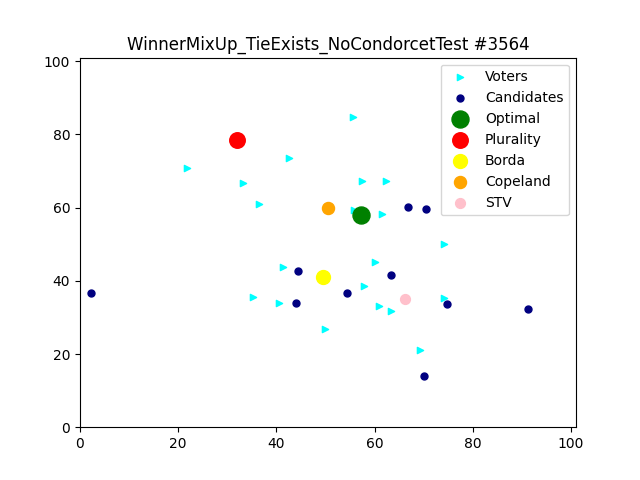 WinnerMixUp_TieExists_NoCondorcetTest #3564
100
80
60
40
20
0
0 20 40 60 80 100
Voters
Candidates
Optimal
Plurality
Borda
Copeland
STV